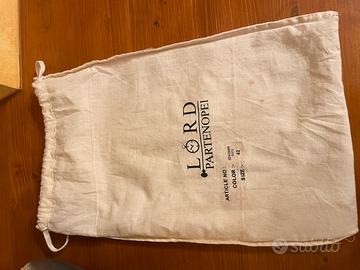 LORD
PARTENOPEI
ARTICLE NO
COLOR >
SIZE > 42
subito